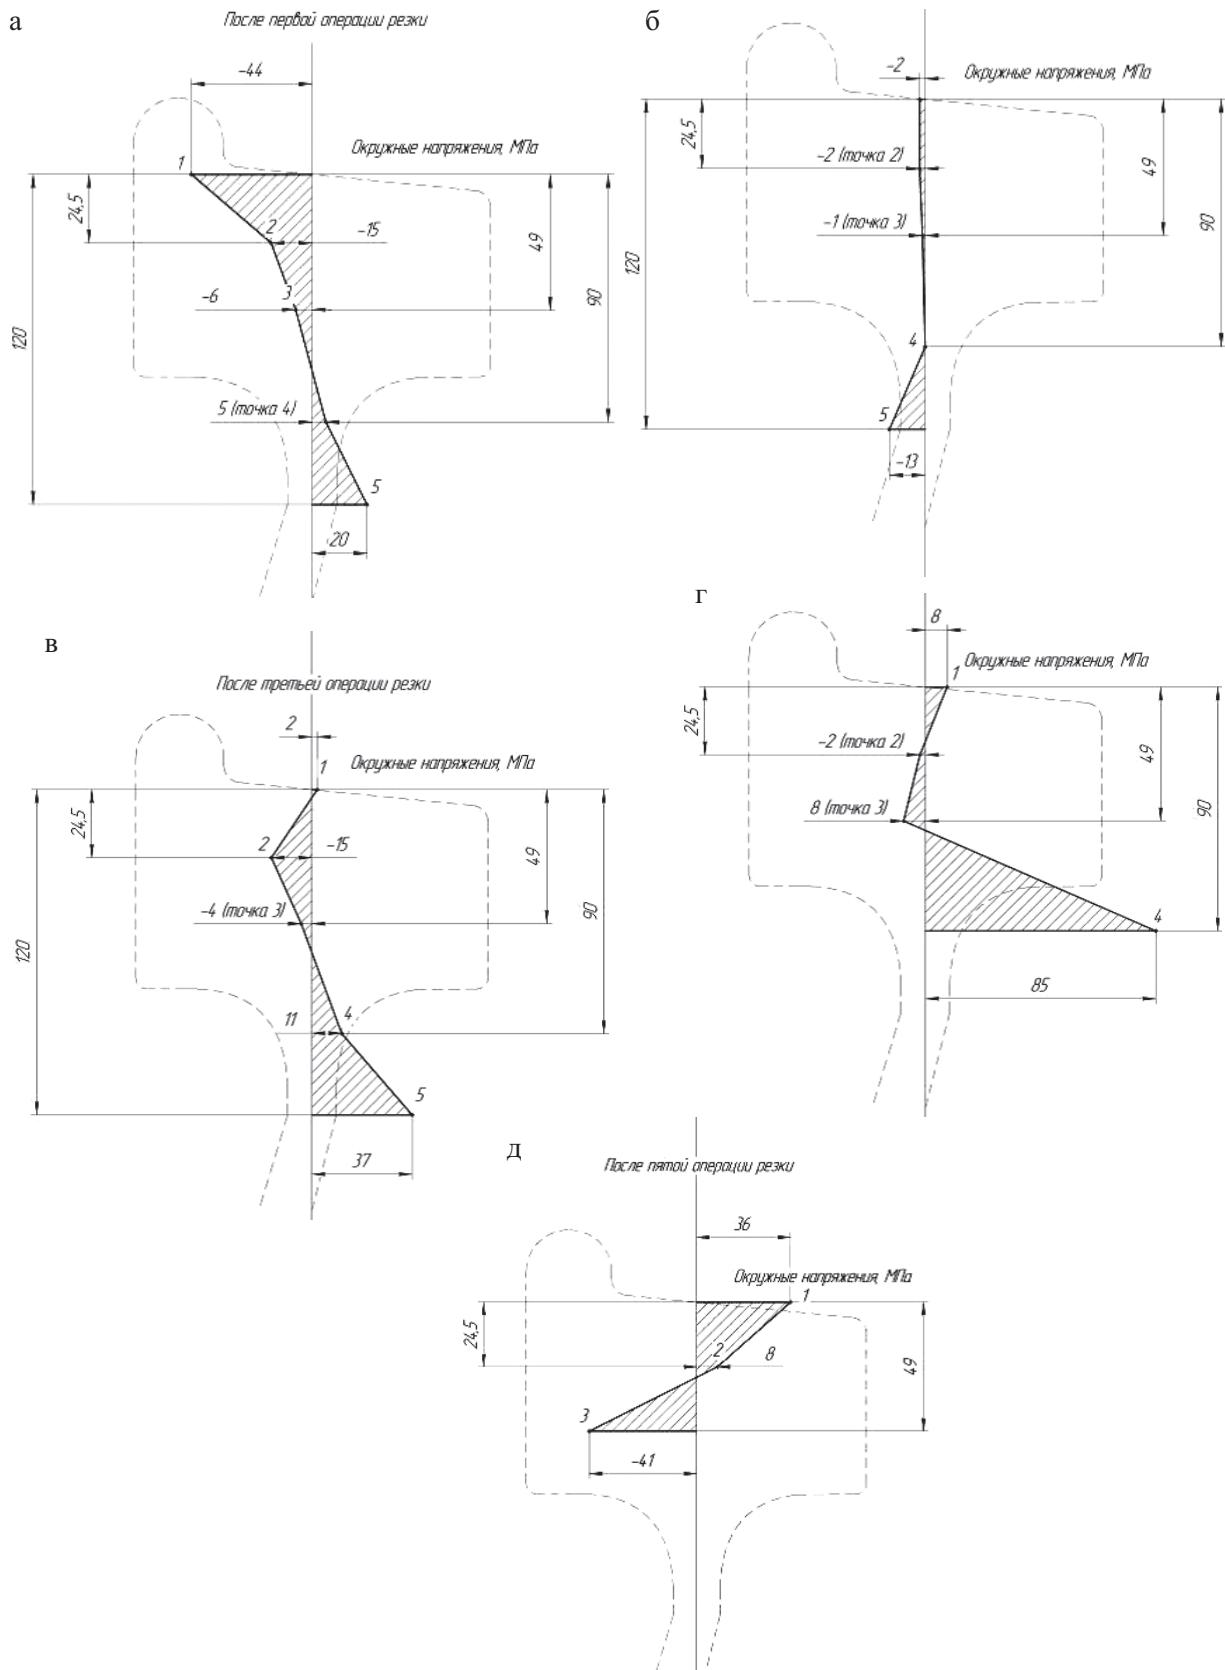 а
После первой операции резки
-44
Окружные напряжения, МПа
1
24,5
2
-15
49
3
-6
90
120
5 (точка 4)
5
20
б
-2
Окружные напряжения, МПа
24,5
-2 (точка 2)
49
-1 (точка 3)
90
120
4
5
-13
в
После третьей операции резки
2
1
Окружные напряжения, МПа
24,5
2
-15
49
-4 (точка 3)
90
120
11
4
5
37
г
8
Окружные напряжения, МПа
1
24,5
-2 (точка 2)
49
8 (точка 3)
90
4
85
д
После пятой операции резки
36
Окружные напряжения, МПа
1
24,5
2
8
49
3
-41